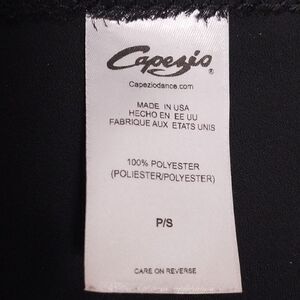 Capezio®
Capeziodance.com
MADE IN USA
HECHO EN EE UU
FABRIQUE AUX ETATS UNIS
100% POLYESTER
(POLIESTER/POLYESTER)
P/S
CARE ON REVERSE